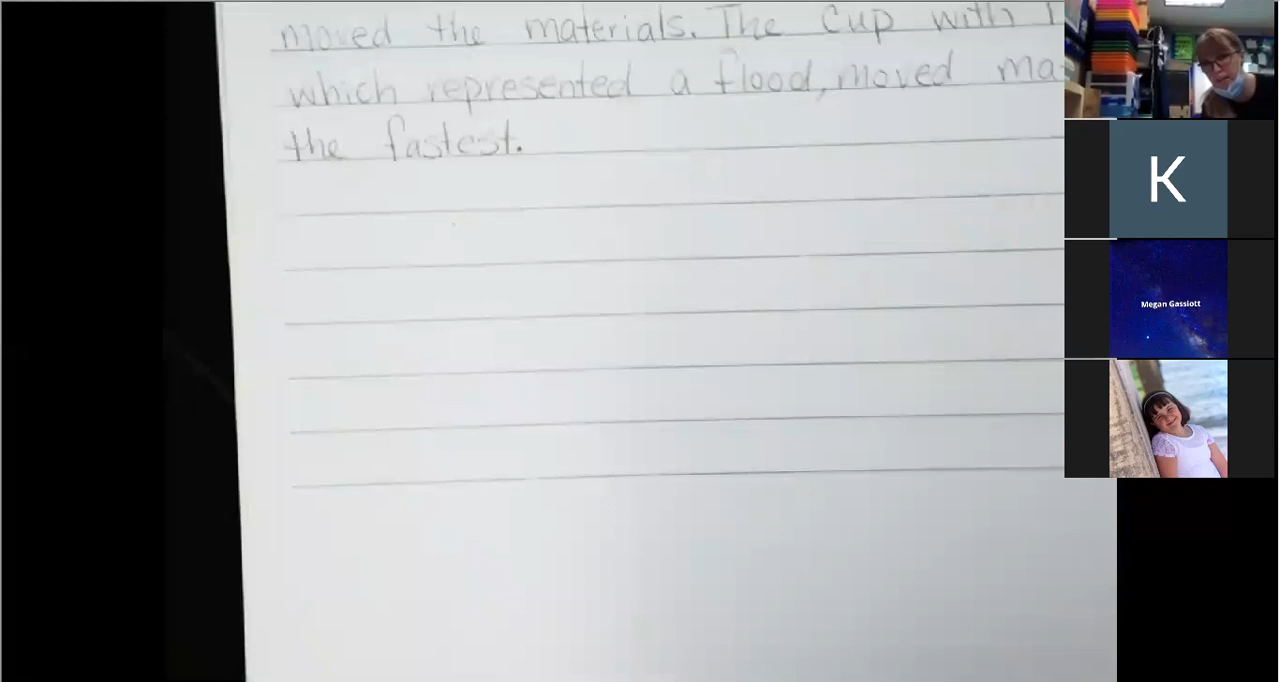 moved the materials. The cup with
which represented a flood, moved
the fastest.
K
Megan Gassiott